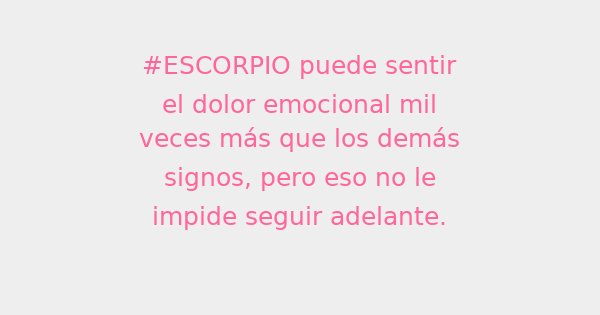 #ESCORPIO puede sentir
el dolor emocional mil
veces más que los demás
signos, pero eso no le
impide seguir adelante.